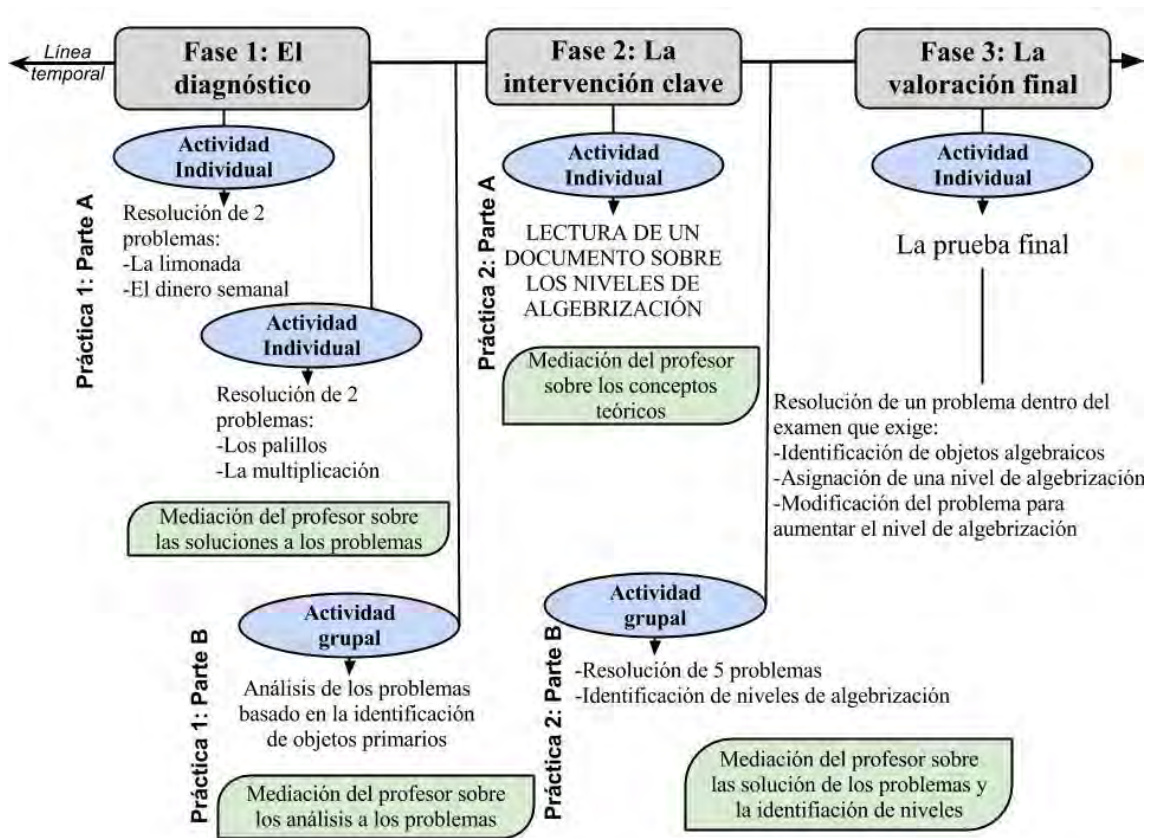 Línea
temporal
Fase 1: El
diagnóstico
Fase 2: La
intervención clave
Fase 3: La
valoración final
Práctica 1: Parte A
Actividad
Individual
Resolución de 2
problemas:
-La limonada
-El dinero semanal
Actividad
Individual
Resolución de 2
problemas:
-Los palillos
-La multiplicación
Mediación del profesor sobre
las soluciones a los problemas
Práctica 1: Parte B
Actividad
grupal
Análisis de los problemas
basado en la identificación
de objetos primarios
Mediación del profesor sobre
los análisis a los problemas
Práctica 2: Parte A
Actividad
Individual
LECTURA DE UN
DOCUMENTO SOBRE
LOS NIVELES DE
ALGEBRIZACIÓN
Mediación del profesor
sobre los conceptos
teóricos
Práctica 2: Parte B
Actividad
grupal
-Resolución de 5 problemas
-Identificación de niveles de algebrización
Mediación del profesor sobre
las solución de los problemas y
la identifiación de niveles
Actividad
Individual
La prueba final
Resolución de un problema dentro del
examen que exige:
-Identificación de objetos algebraicos
-Asignación de una nivel de algebrización
-Modificación del problema para
aumentar el nivel de algebrización